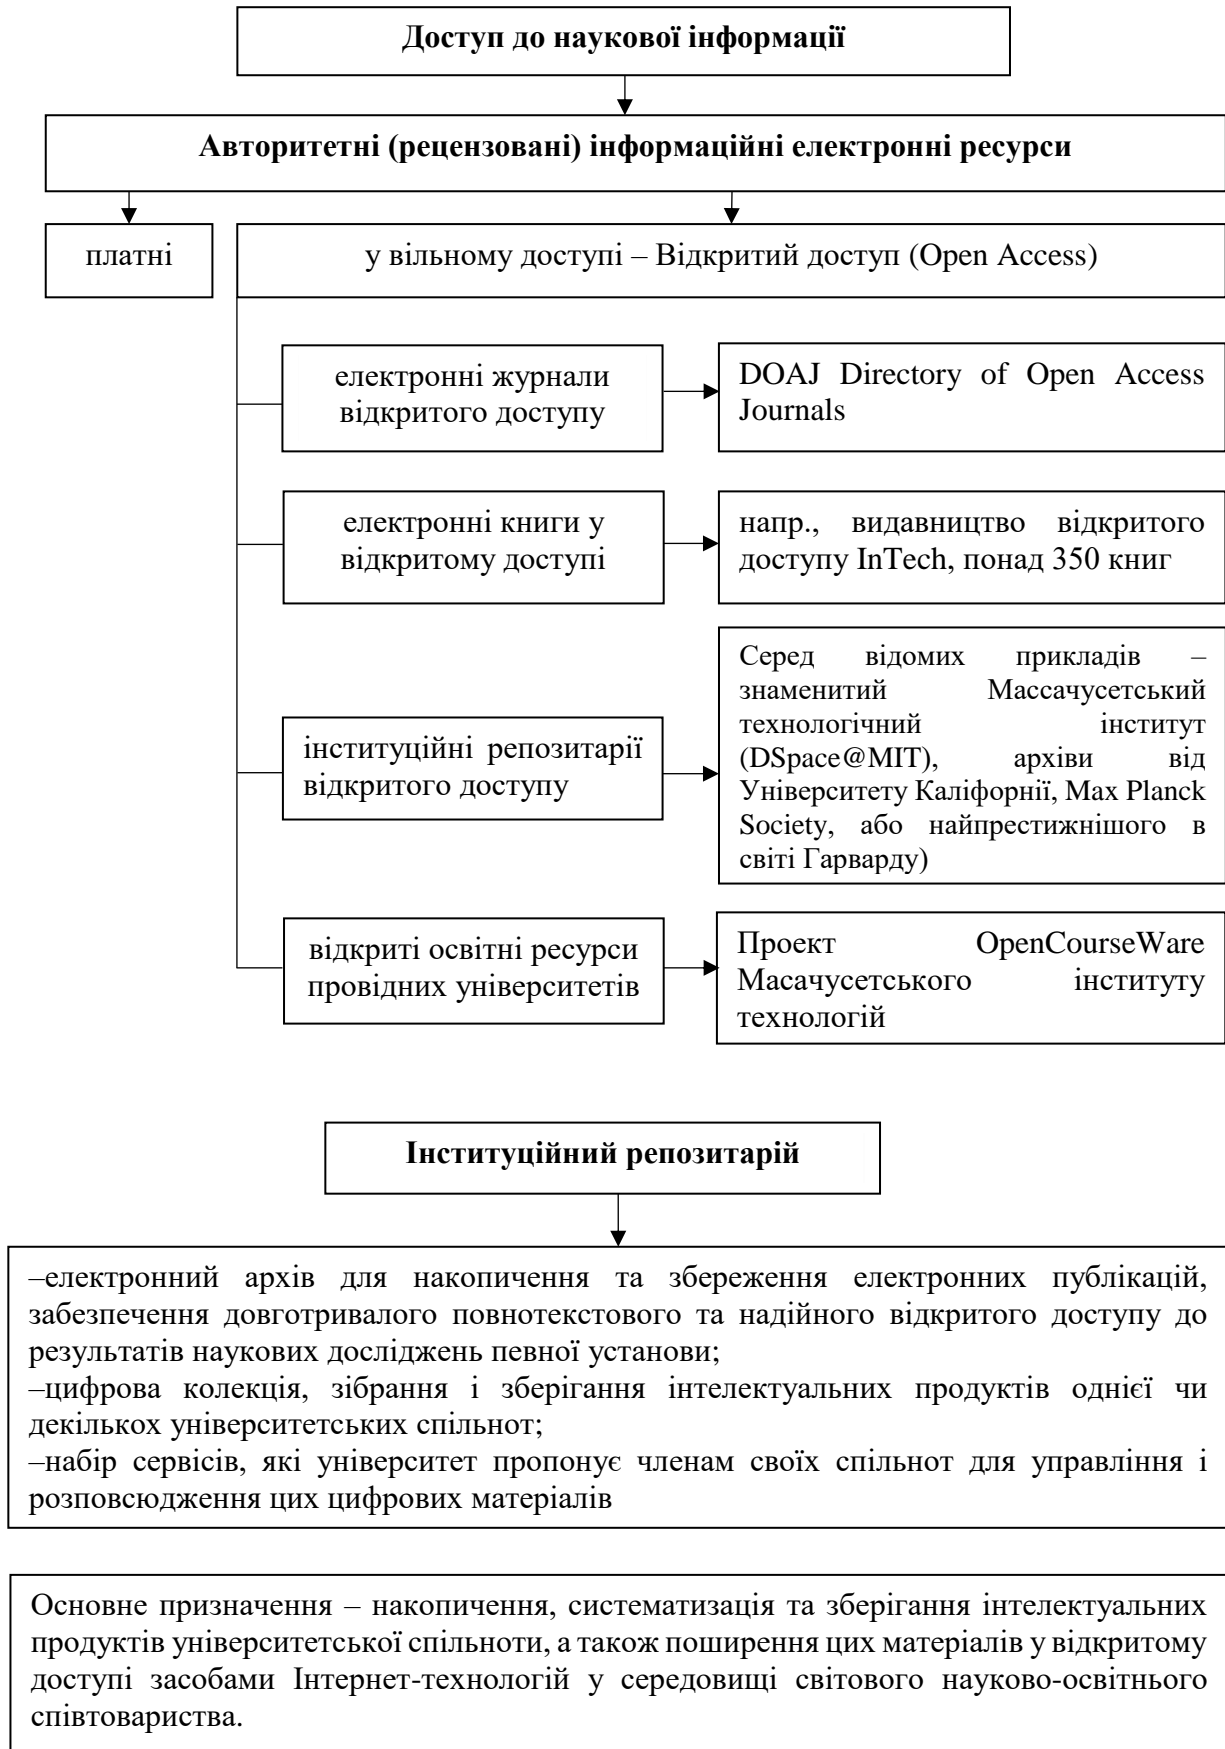 Доступ до наукової інформації
Авторитетні (рецензовані) інформаційні електронні ресурси
платні
у вільному доступі – Відкритий доступ (Open Access)
електронні журнали
відкритого доступу
DOAJ Directory of Open Access
Journals
електронні книги у
відкритому доступі
напр., видавництво відкритого
доступу InTech, понад 350 книг
інституційні репозитарії
відкритого доступу
Серед відомих прикладів –
знаменитий Массачусетський
технологічний інститут
(DSpace@MIT), архіви від
Університету Каліфорнії, Max Planck
Society, або найпрестижнішого в
світі Гарварду)
відкриті освітні ресурси
провідних університетів
Проект OpenCourseWare
Масачусетського інституту
технологій
Інституційний репозитарій
–електронний архів для накопичення та збереження електронних публікацій,
забезпечення довготривалого повнотекстового та надійного відкритого доступу до
результатів наукових досліджень певної установи;
–цифрова колекція, зібрання і зберігання інтелектуальних продуктів однієї чи
декількох університетських спільнот;
–набір сервісів, які університет пропонує членам своїх спільнот для управління і
розповсюдження цих цифрових матеріалів
Основне призначення – накопичення, систематизація та зберігання інтелектуальних
продуктів університетської спільноти, а також поширення цих матеріалів у відкритому
доступі засобами Інтернет-технологій у середовищі світового науково-освітнього
співтовариства.